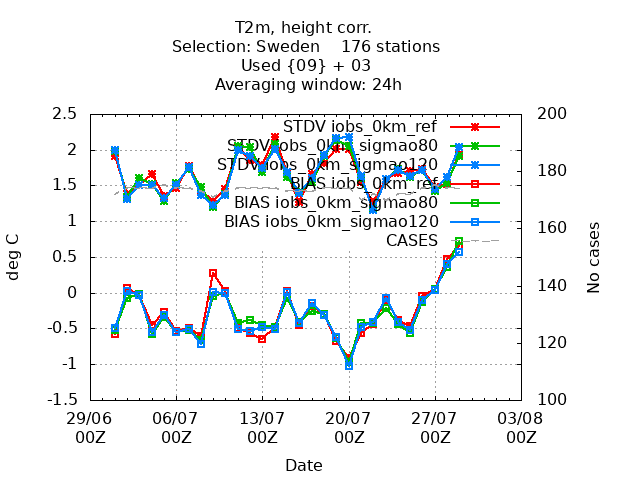 T2m, height corr.
Selection: Sweden 176 stations
Used {09} + 03
Averaging window: 24h
2.5
2
1.5
1
0.5
0
-0.5
-1
-1.5
deg C
200
180
160
140
120
100
No cases
STDV iobs_0km_ref
STDV iobs_0km_sigmao80
STDV iobs_0km_sigmao120
BIAS iobs_0km_ref
BIAS iobs_0km_sigmao80
BIAS iobs_0km_sigmao120
CASES
29/06 06/07 13/07 20/07 27/07 03/08
00Z 00Z 00Z 00Z 00Z 00Z
Date